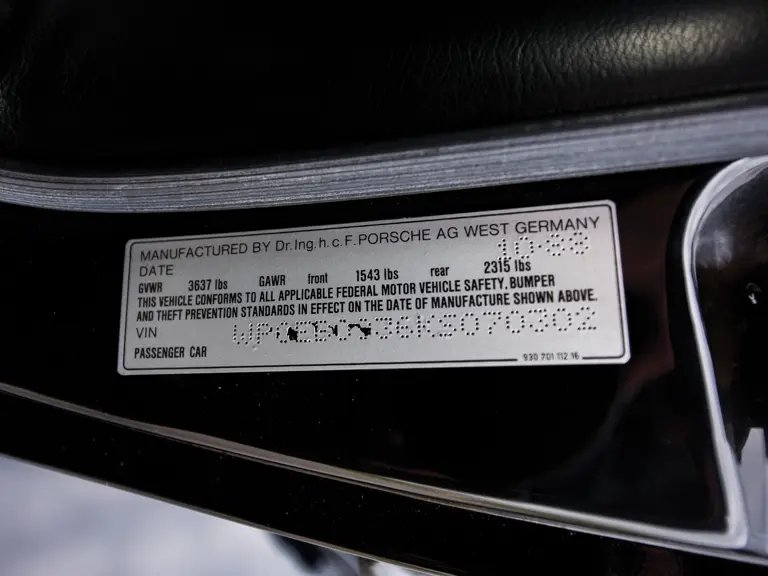 MANUFACTURED BY Dr.Ing.h.c.F.PORSCHE AG WEST GERMANY
DATE 10·88
GVWR 3637 lbs GAWR front 1543 lbs rear 2315 lbs
THIS VEHICLE CONFORMS TO ALL APPLICABLE FEDERAL MOTOR VEHICLE SAFETY, BUMPER
AND THEFT PREVENTION STANDARDS IN EFFECT ON THE DATE OF MANUFACTURE SHOWN ABOVE.
VIN WP0EB0936KS070302
PASSENGER CAR 930 701 112 16